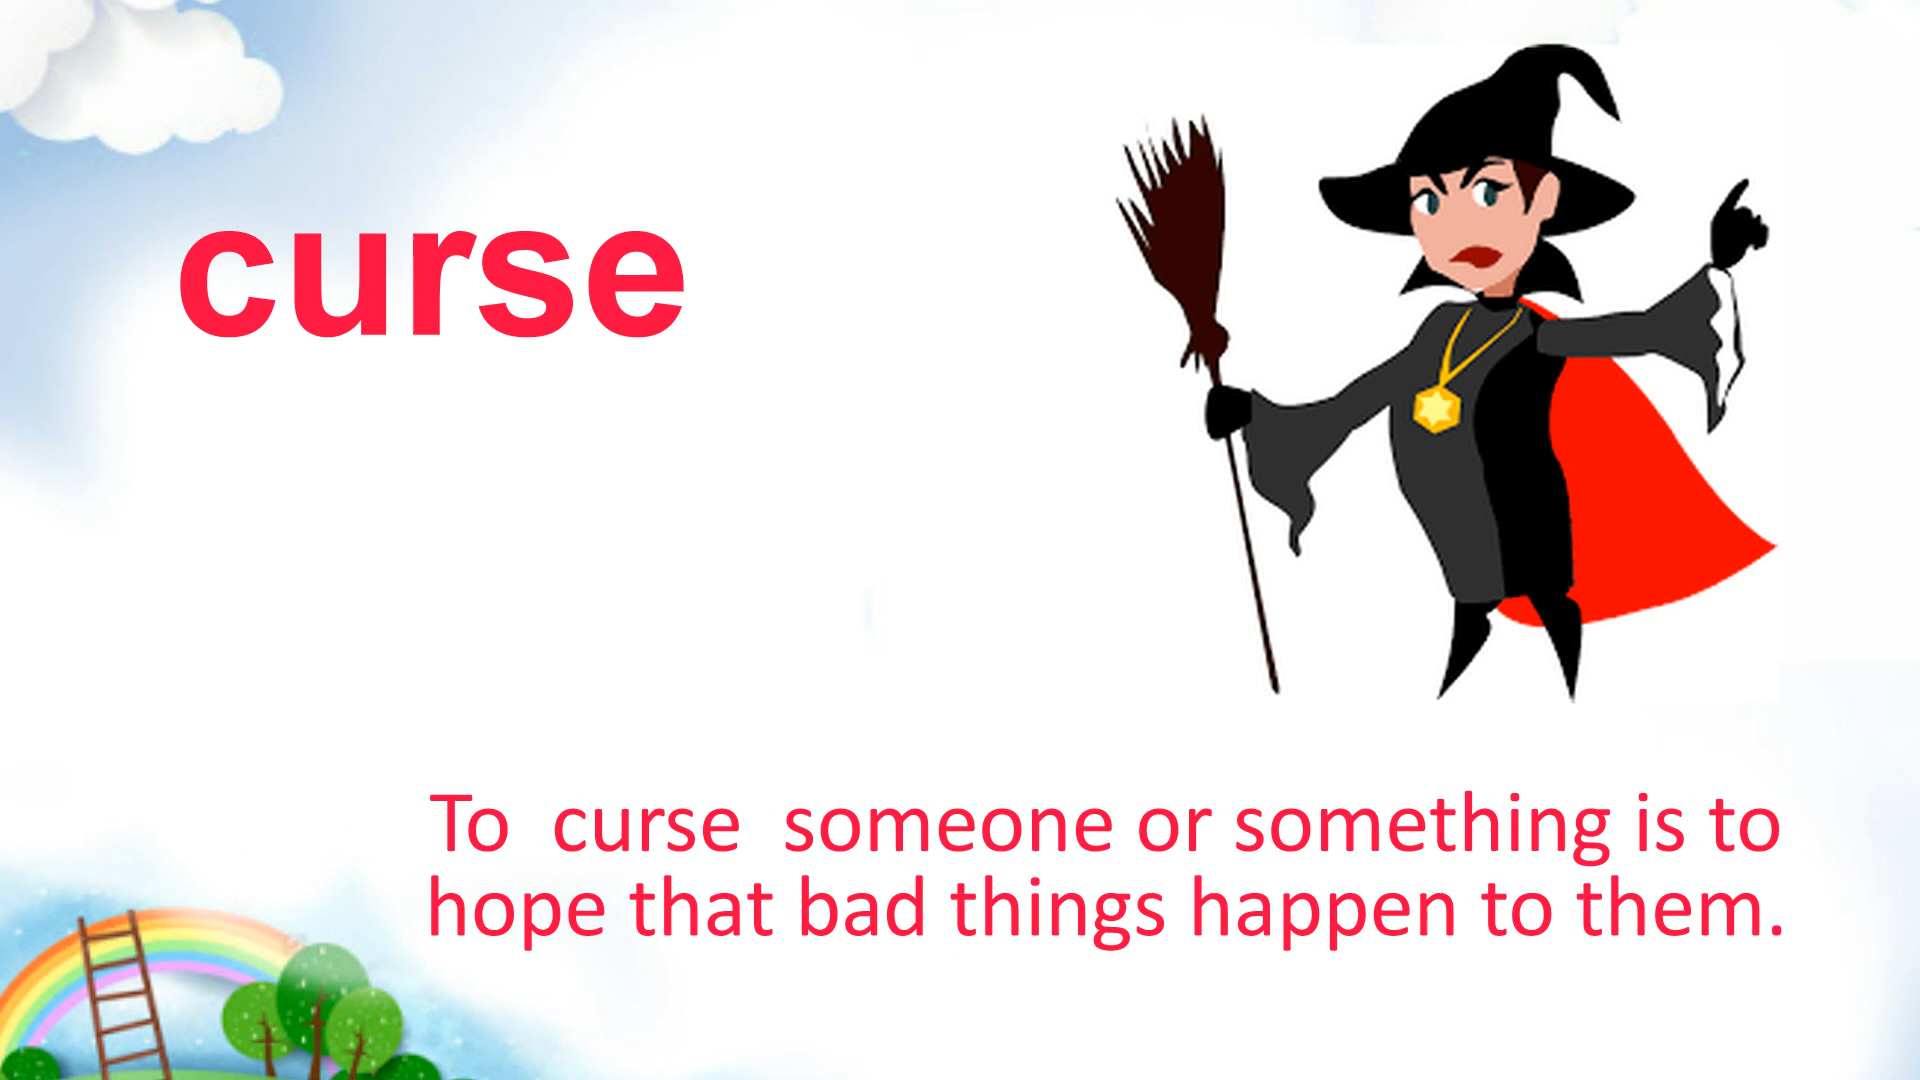 curse
To curse someone or something is to
hope that bad things happen to them.